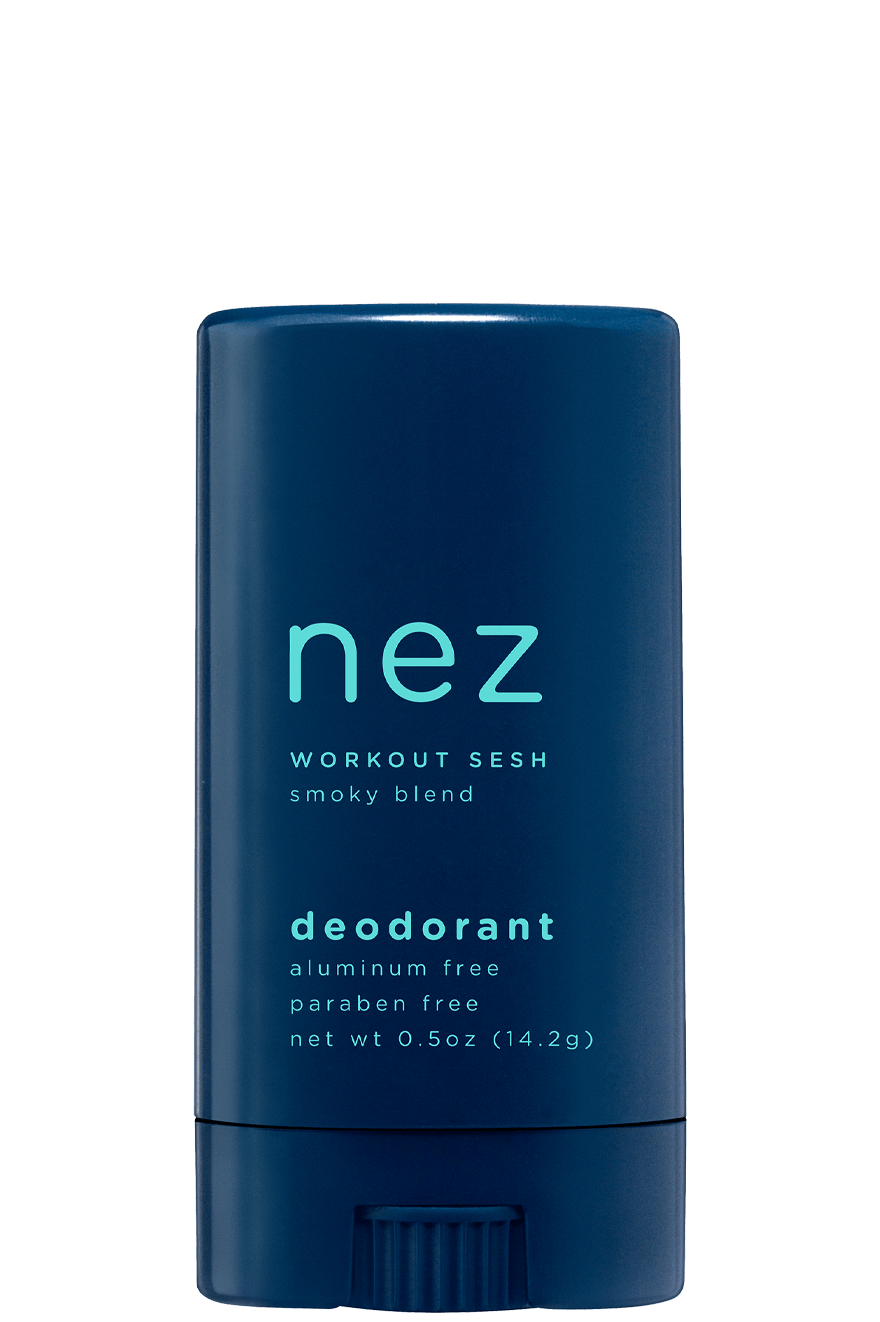 nez
WORKOUT SESH
smoky blend
deodorant
aluminum free
paraben free
net wt 0.5oz (14.2g)